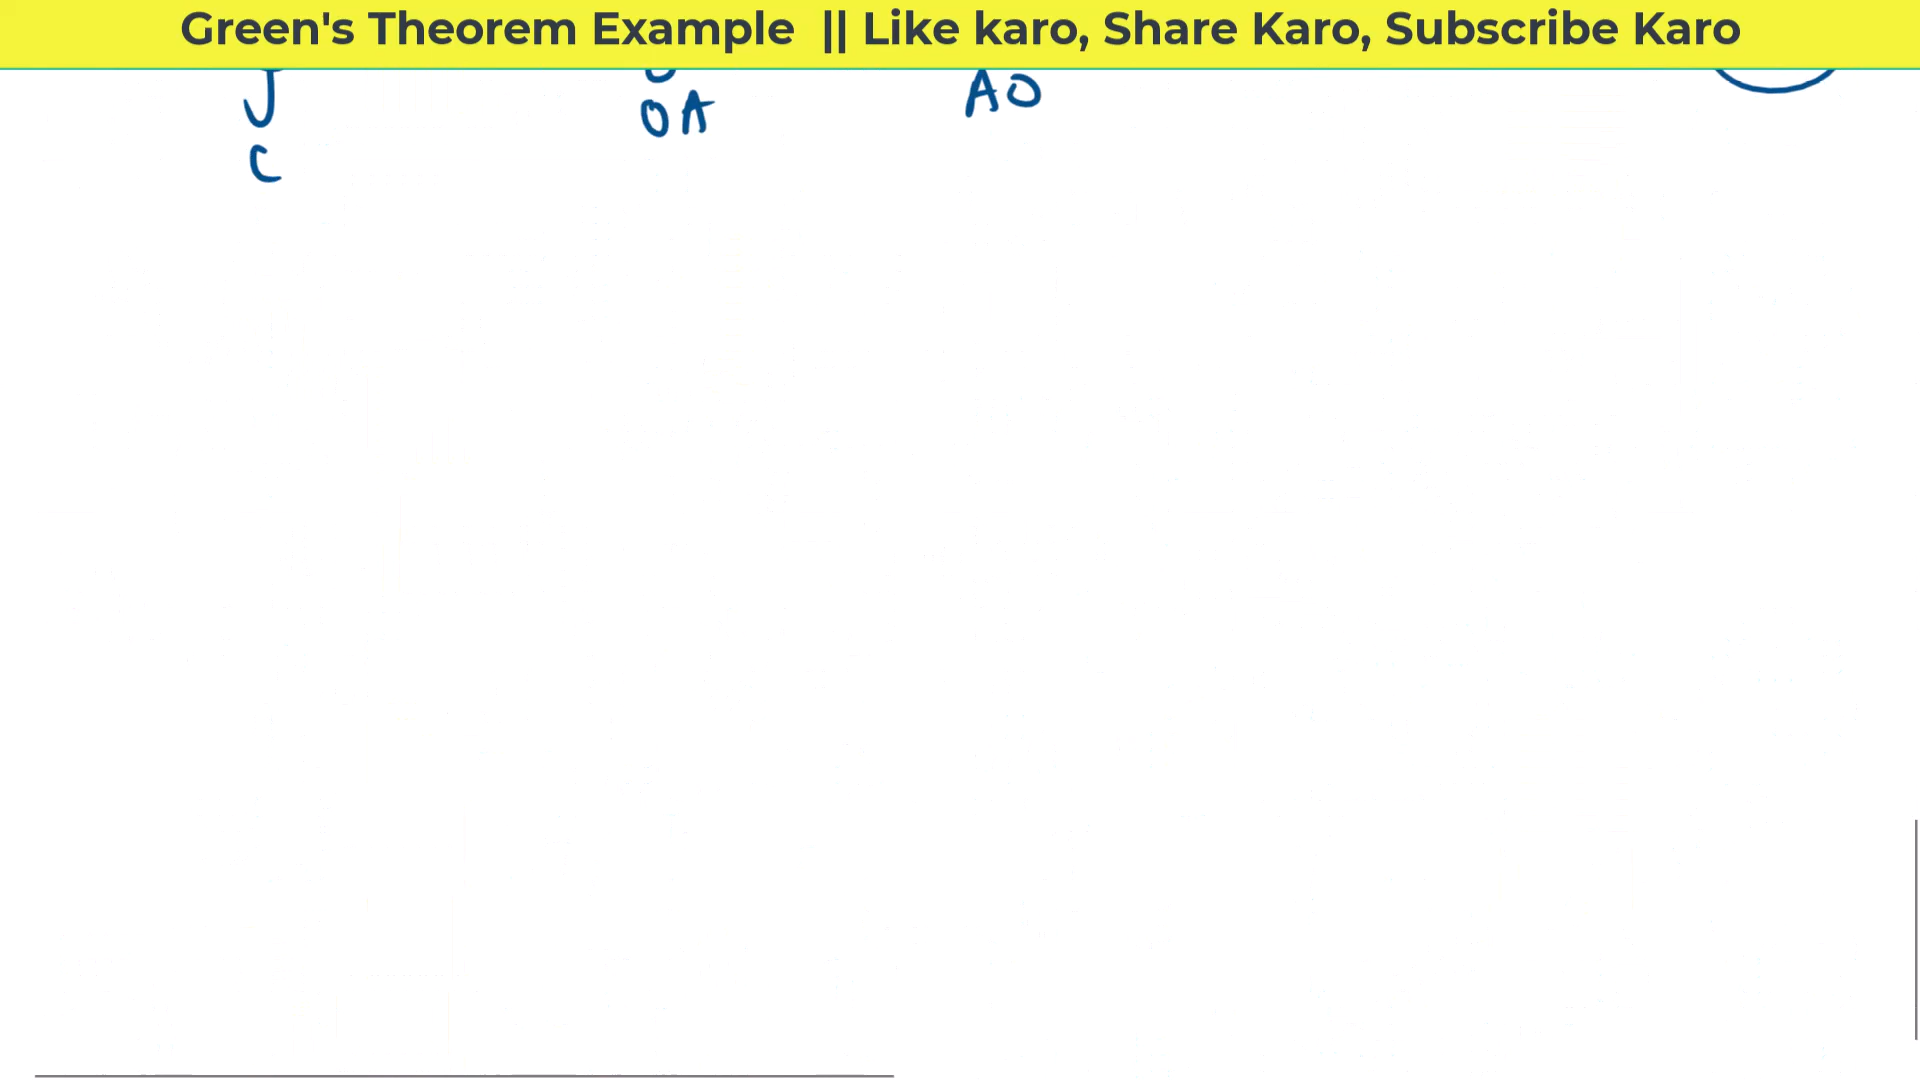 Green's Theorem Example || Like karo, Share Karo, Subscribe Karo
OA AO
C